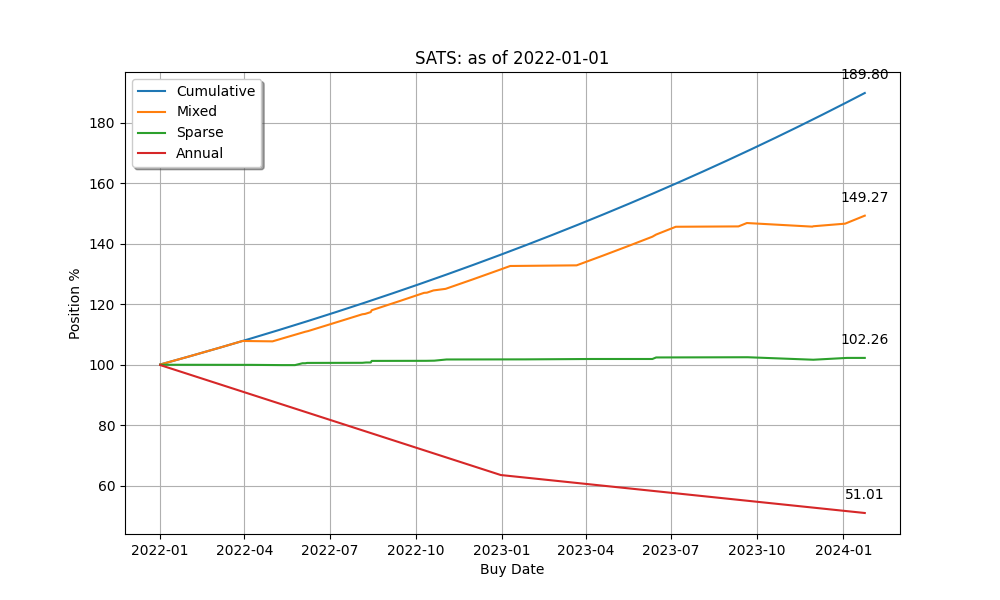 SATS: as of 2022-01-01
189.80
Cumulative
Mixed
Sparse
Annual
180
160
149.27
140
120
102.26
100
80
60
51.01
Position %
2022-01 2022-04 2022-07 2022-10 2023-01 2023-04 2023-07 2023-10 2024-01
Buy Date